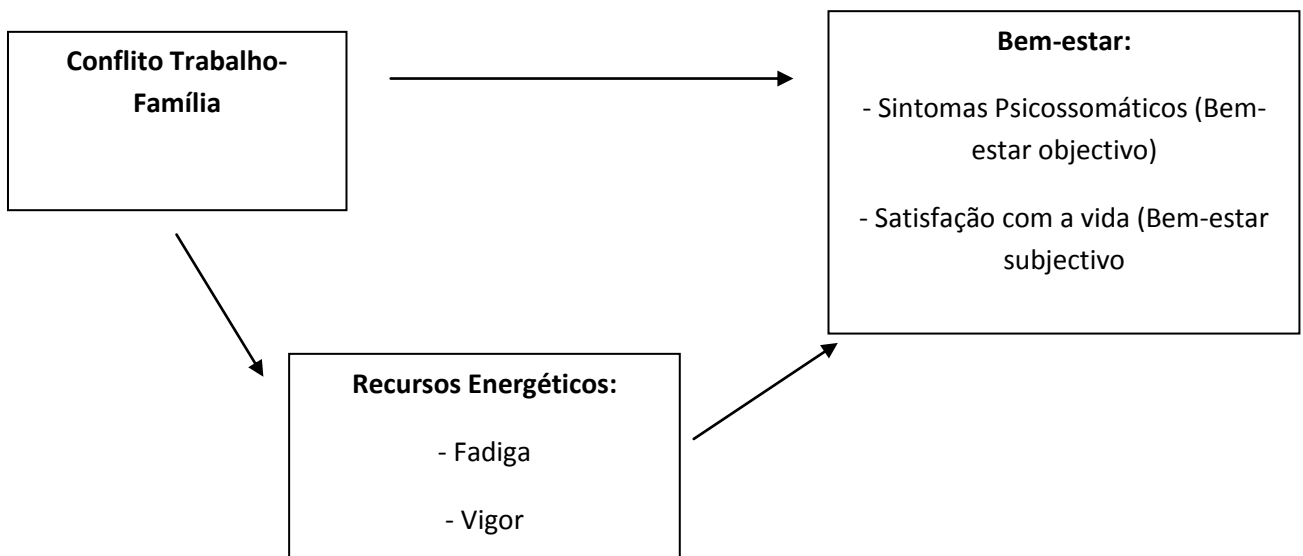 Conflito Trabalho-
Família
Bem-estar:
- Sintomas Psicossomáticos (Bem-
estar objectivo)
- Satisfação com a vida (Bem-estar
subjectivo
Recursos Energéticos:
- Fadiga
- Vigor